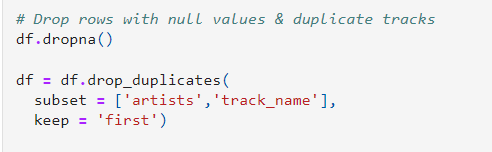 # Drop rows with null values & duplicate tracks
df.dropna()
df = df.drop_duplicates(
subset = ['artists','track_name'],
keep = 'first')